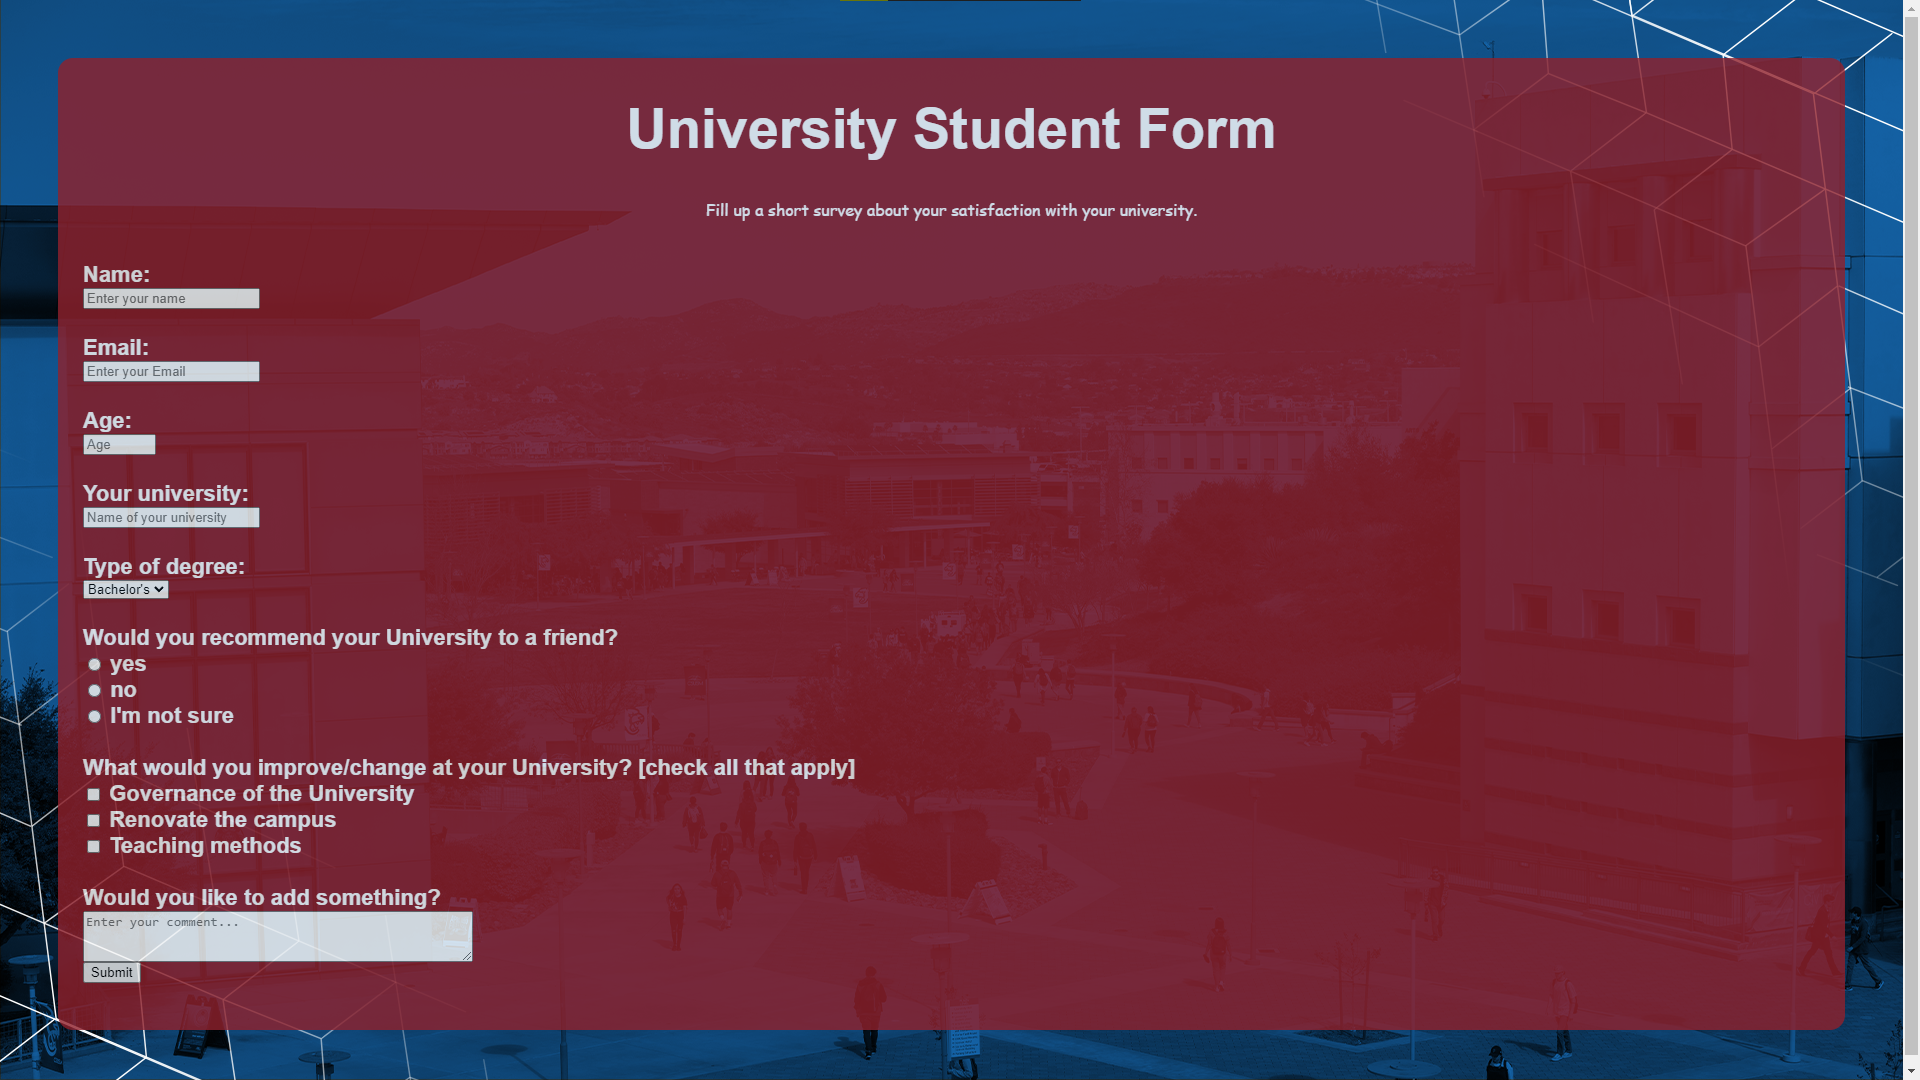 University Student Form
Fill up a short survey about your satisfaction with your university.
Name:
Enter your name
Email:
Enter your Email
Age:
Age
Your university:
Name of your university
Type of degree:
Bachelor's
Would you recommend your University to a friend?
yes
no
I'm not sure
What would you improve/change at your University? [check all that apply]
Governance of the University
Renovate the campus
Teaching methods
Would you like to add something?
Enter your comment...
Submit